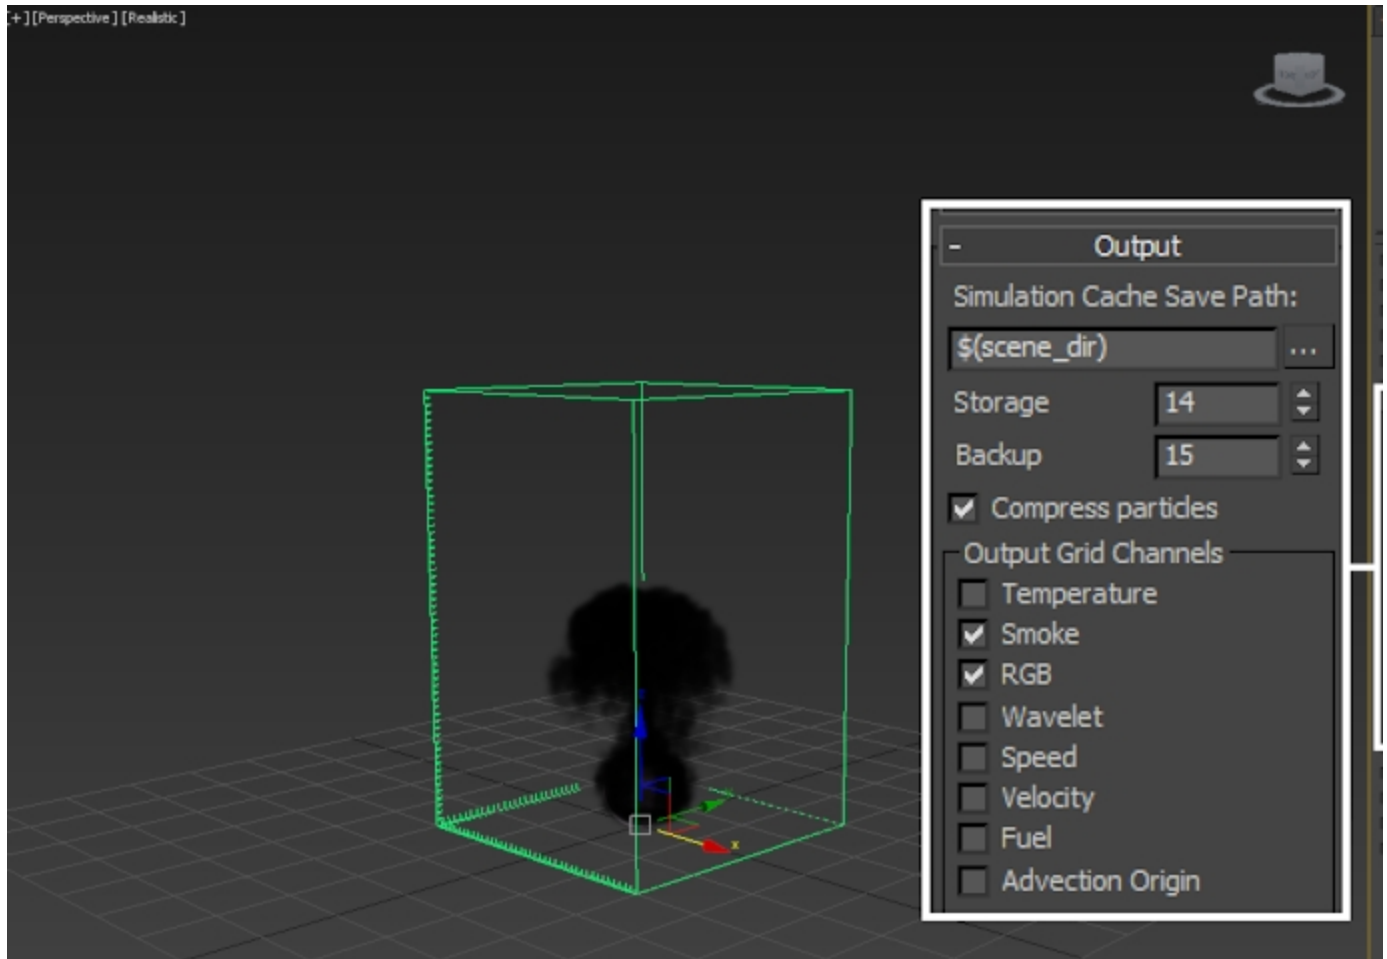 [+][Perspective][Realistic]
- Output
Simulation Cache Save Path:
$(scene_dir) ...
Storage 14
Backup 15
Compress particles
Output Grid Channels
Temperature
Smoke
RGB
Wavelet
Speed
Velocity
Fuel
Advection Origin
x